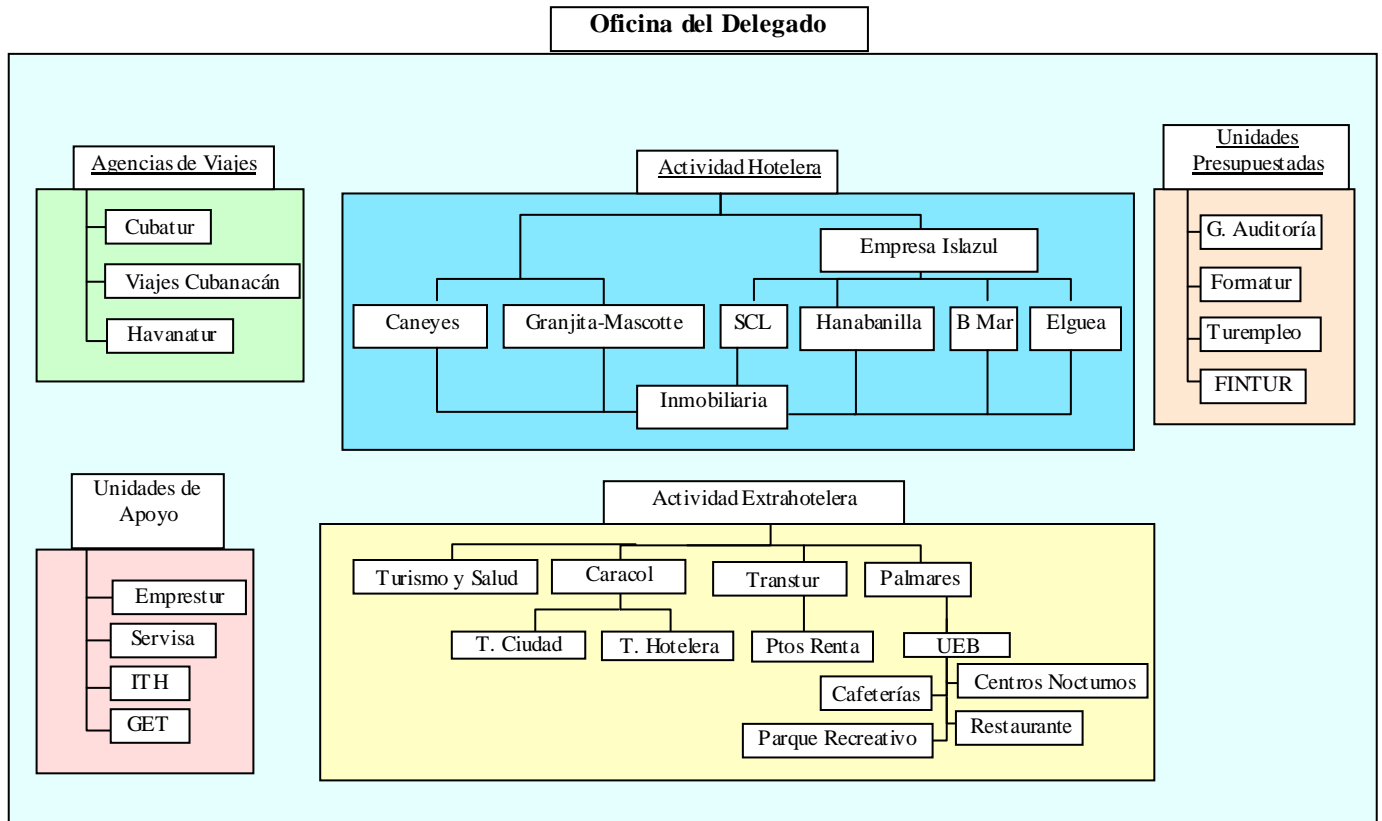 Oficina del Delegado
Agencias de Viajes
Cubatur
Viajes Cubanacán
Havanatur
Actividad Hotelera
Empresa Islazul
Caneyes
Granjita-Mascotte
SCL
Hanabanilla
B Mar
Elguea
Inmobiliaria
Unidades
Presupuestadas
G. Auditoría
Formatur
Turempleo
FINTUR
Unidades de
Apoyo
Emprestur
Servisa
ITH
GET
Actividad Extrahotelera
Turismo y Salud
Caracol
Transtur
Palmares
T. Ciudad
T. Hotelera
Ptos Renta
UEB
Cafeterías
Centros Nocturnos
Parque Recreativo
Restaurante